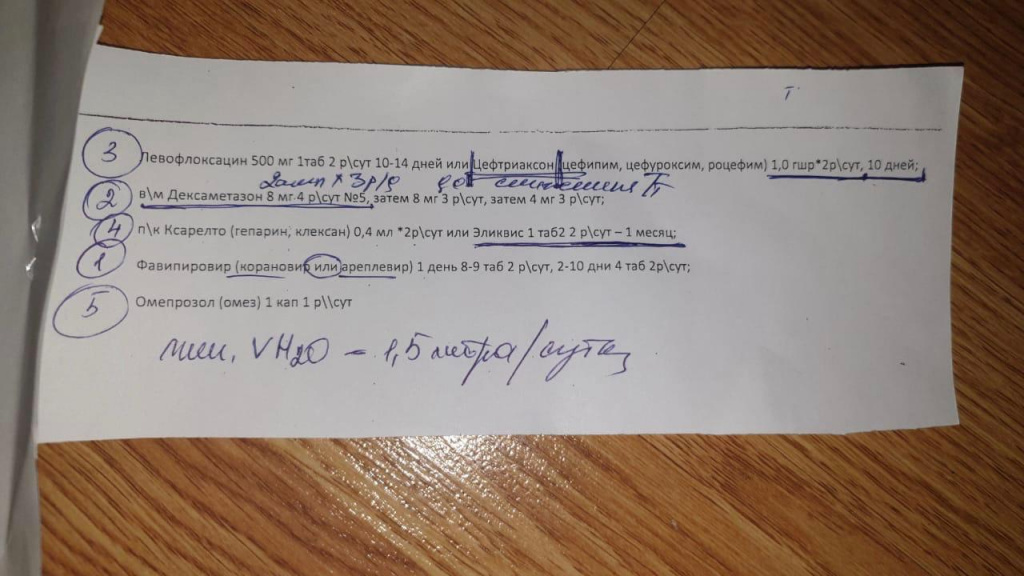 T
3 Левофлоксацин 500 мг 1таб 2 р\сут 10-14 дней или Цефтриаксон (цефипим, цефуроксим, роцефим) 1,0 гшр*2р\сут, 10 дней;
2амп * 3р/д до снижения T
2 в\м Дексаметазон 8 мг 4 р\сут №5, затем 8 мг 3 р\сут, затем 4 мг 3 р\сут;
4 п\к Ксарелто (гепарин, клексан) 0,4 мл *2р\сут или Эликвис 1 таб2 2 р\сут – 1 месяц;
1 Фавипировир (корановир или ареплевир) 1 день 8-9 таб 2 р\сут, 2-10 дни 4 таб 2р\сут;
5 Омепрозол (омез) 1 кап 1 р\\сут
мин. VH2O = 1,5 литра/сутки